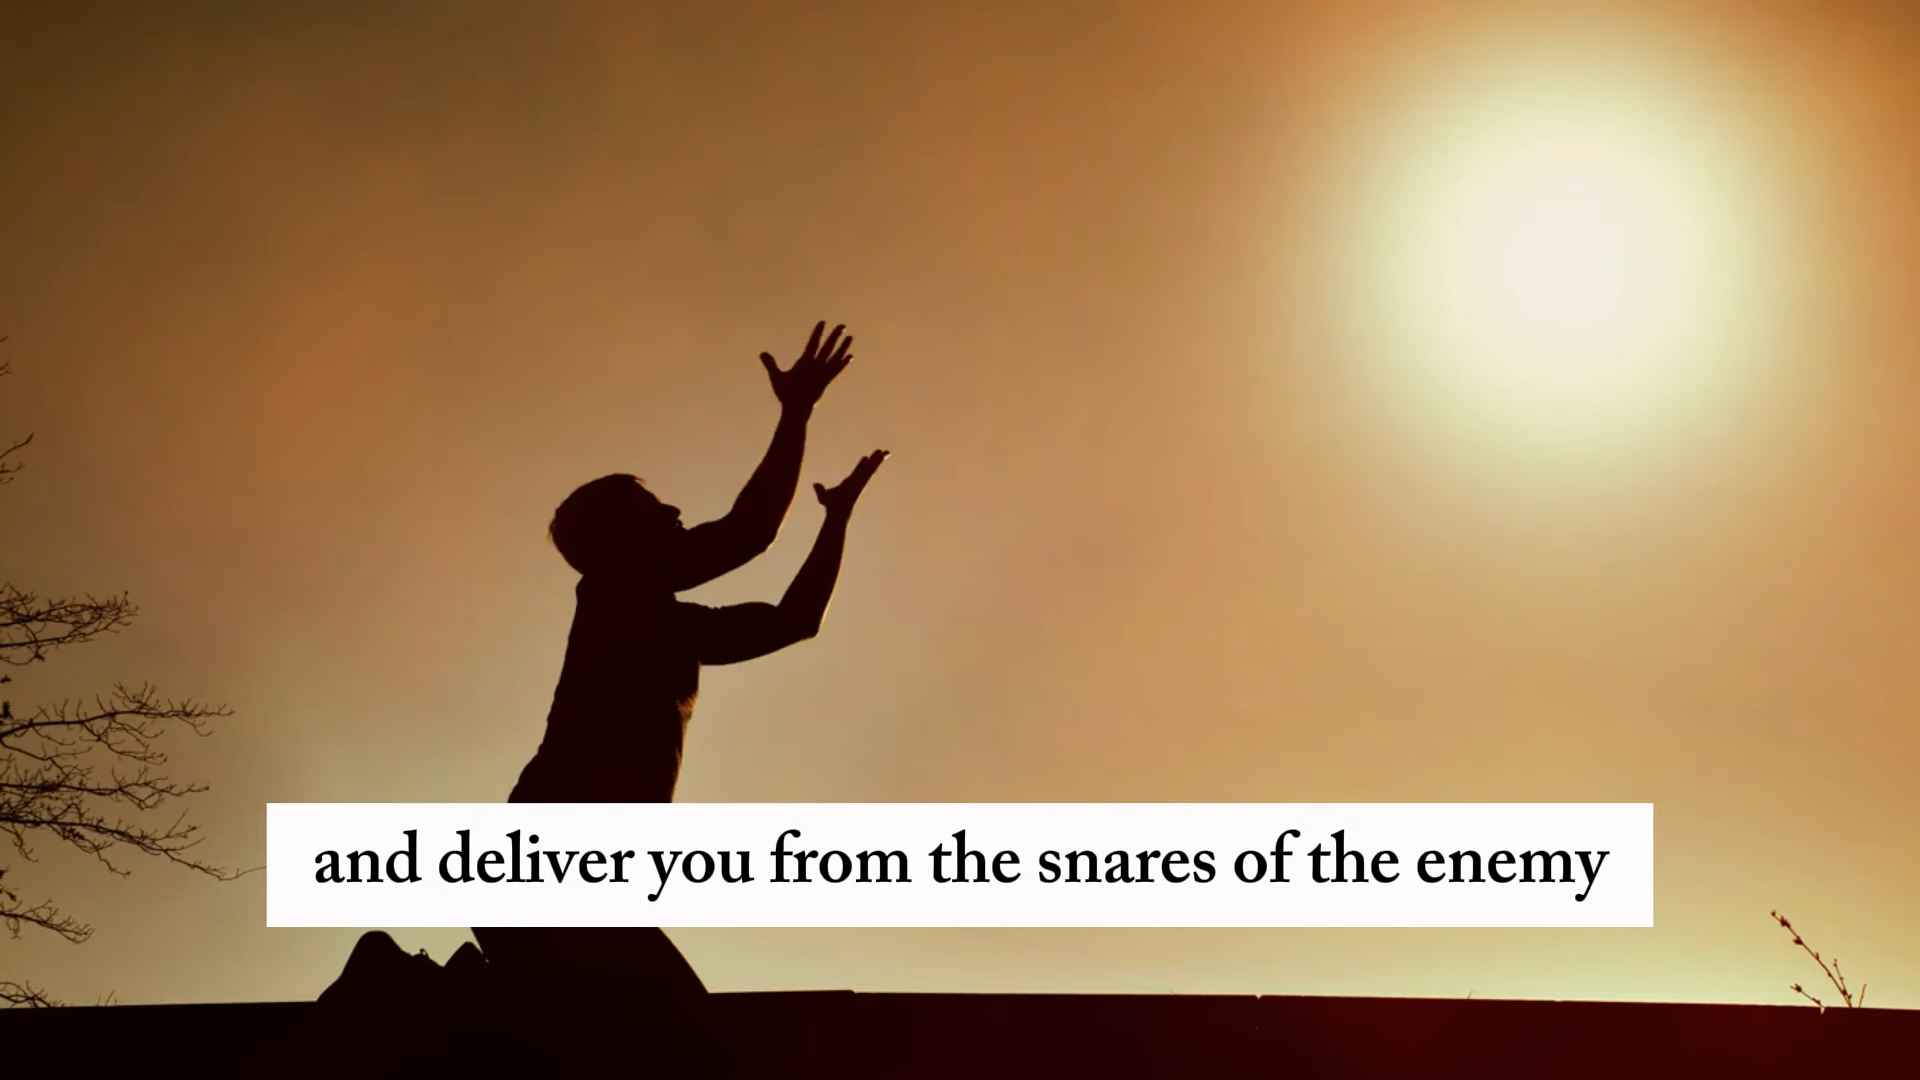 and deliver you from the snares of the enemy